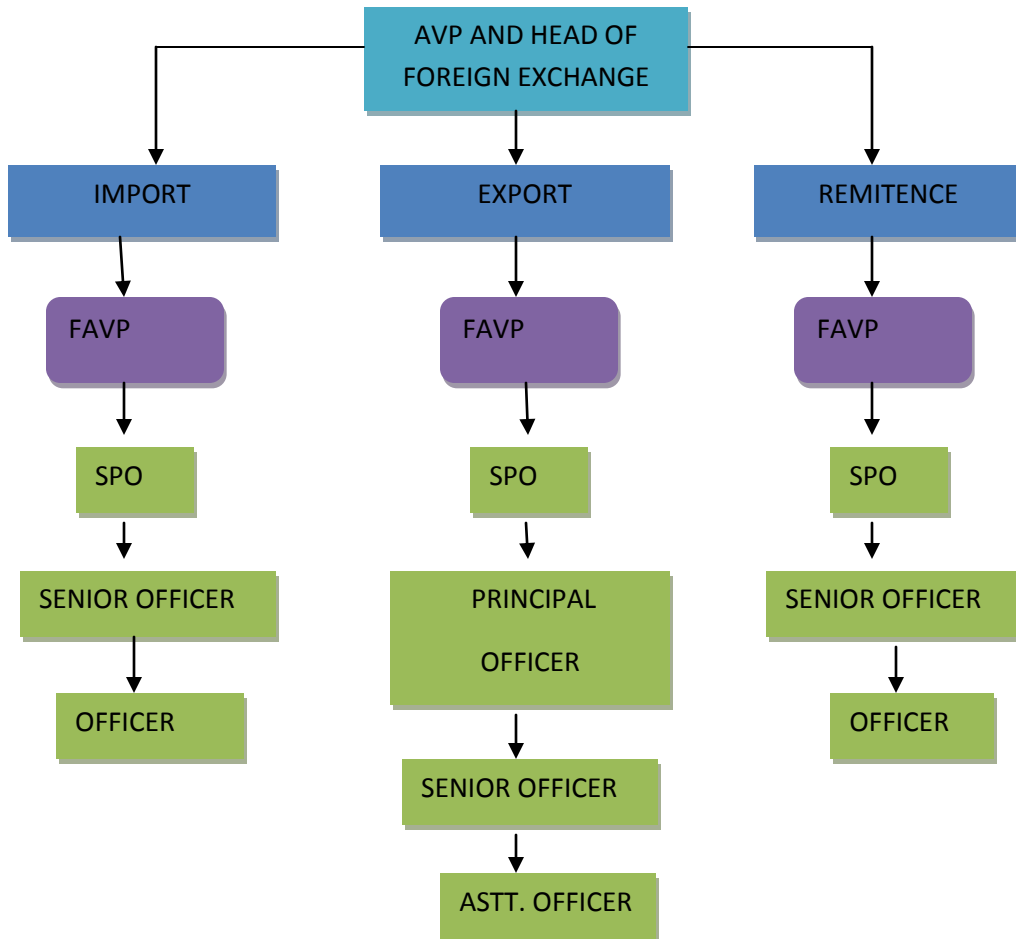 AVP AND HEAD OF
FOREIGN EXCHANGE
IMPORT
EXPORT
REMITENCE
FAVP
FAVP
FAVP
SPO
SPO
SPO
SENIOR OFFICER
PRINCIPAL
OFFICER
SENIOR OFFICER
OFFICER
OFFICER
SENIOR OFFICER
ASTT. OFFICER